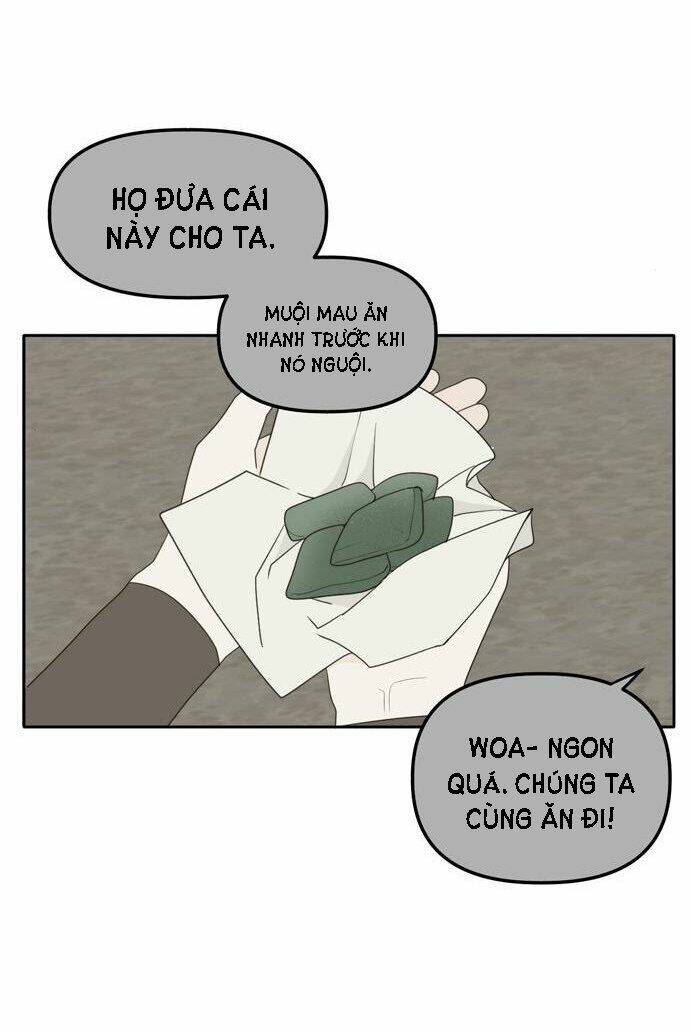 HỌ ĐƯA CÁI
NÀY CHO TA.
MUỘI MAU ĂN
NHANH TRƯỚC KHI
NÓ NGUỘI.
WOA- NGON
QUÁ. CHÚNG TA
CÙNG ĂN ĐI!